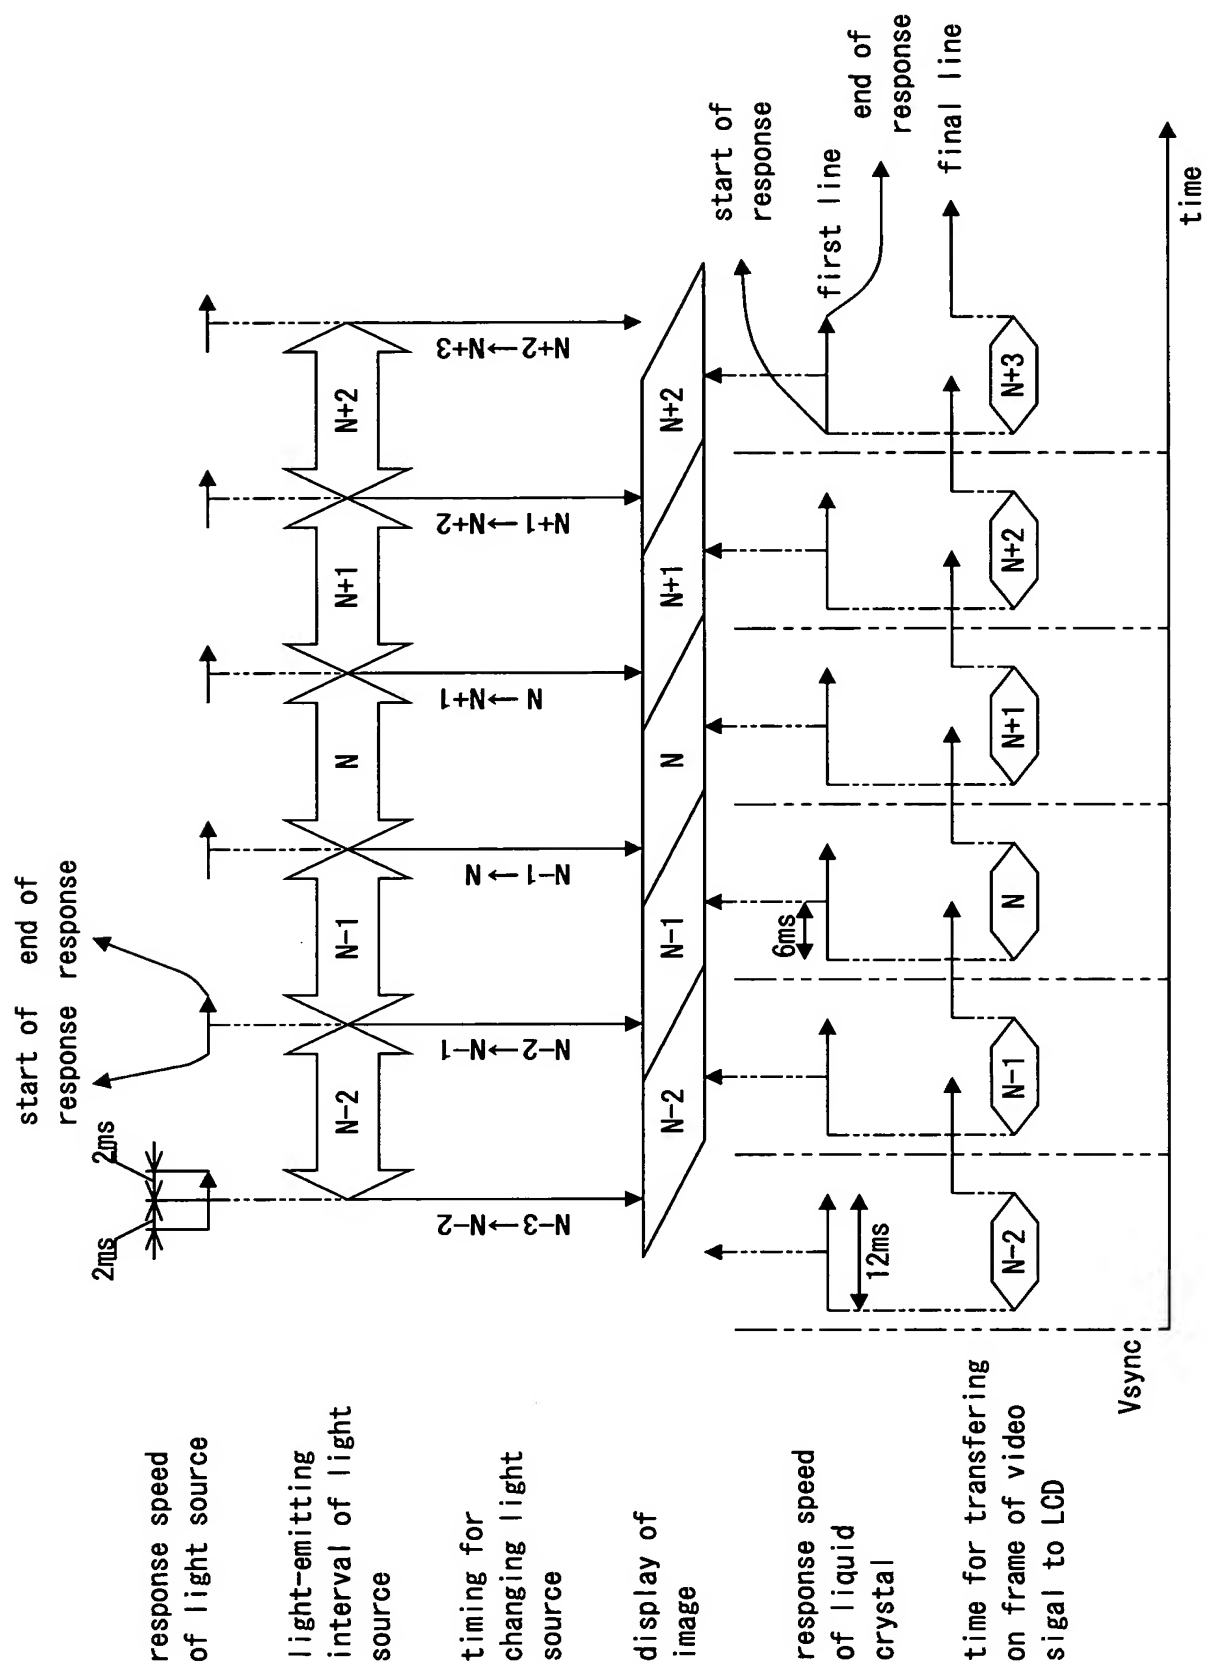 response speed
of light source
2ms
2ms
start of
response
end of
response
light-emitting
interval of light
source
N-2
N-1
N
N+1
N+2
timing for
changing light
source
N-3→N-2
N-2→N-1
N-1→N
N→N+1
N+1→N+2
N+2→N+3
display of
image
N-2
N-1
N
N+1
N+2
response speed
of liquid
crystal
12ms
6ms
start of
response
first line
end of
response
final line
time for transfering
on frame of video
sigal to LCD
N-2
N-1
N
N+1
N+2
N+3
Vsync
time